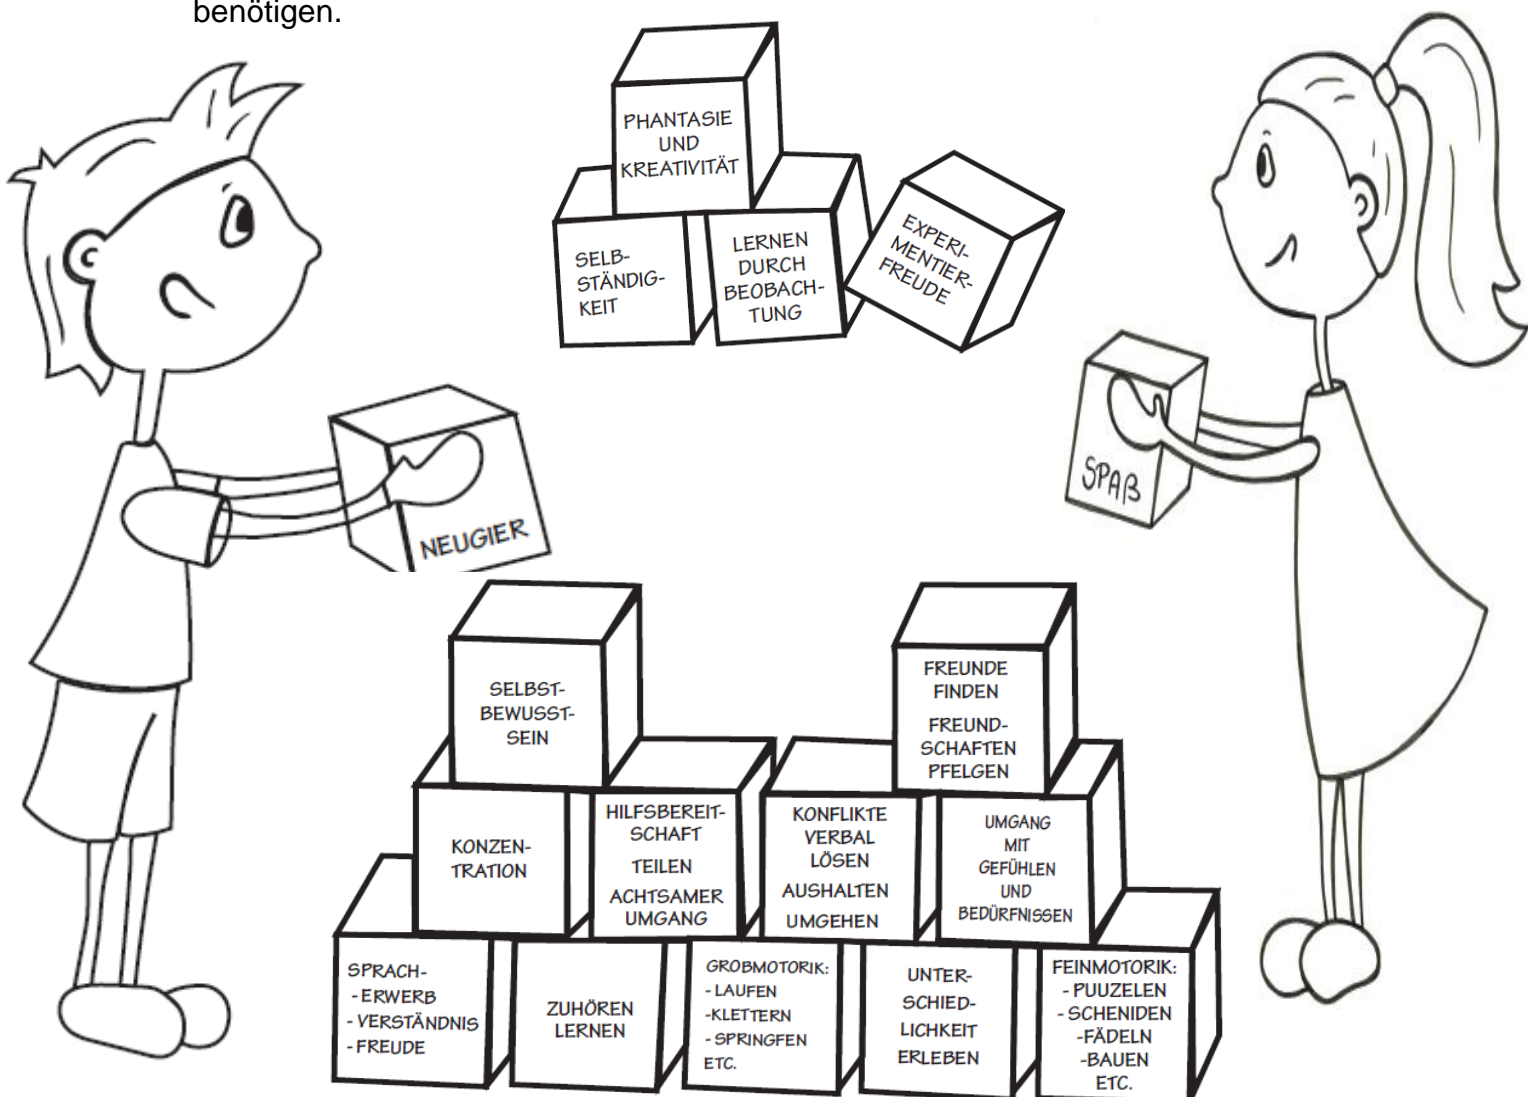 benötigen.
PHANTASIE
UND
KREATIVITÄT
SELB-
STÄNDIG-
KEIT
LERNEN
DURCH
BEOBACH-
TUNG
EXPERI-
MENTIER-
FREUDE
NEUGIER
SPAß
SELBST-
BEWUSST-
SEIN
FREUNDE
FINDEN
FREUND-
SCHAFTEN
PFELGEN
KONZEN-
TRATION
HILFSBEREIT-
SCHAFT
TEILEN
ACHTSAMER
UMGANG
KONFLIKTE
VERBAL
LÖSEN
AUSHALTEN
UMGEHEN
UMGANG
MIT
GEFÜHLEN
UND
BEDÜRFNISSEN
SPRACH-
- ERWERB
- VERSTÄNDNIS
- FREUDE
ZUHÖREN
LERNEN
GROBMOTORIK:
- LAUFEN
-KLETTERN
- SPRINGFEN
ETC.
UNTER-
SCHIED-
LICHKEIT
ERLEBEN
FEINMOTORIK:
- PUUZELEN
- SCHENIDEN
-FÄDELN
-BAUEN
ETC.